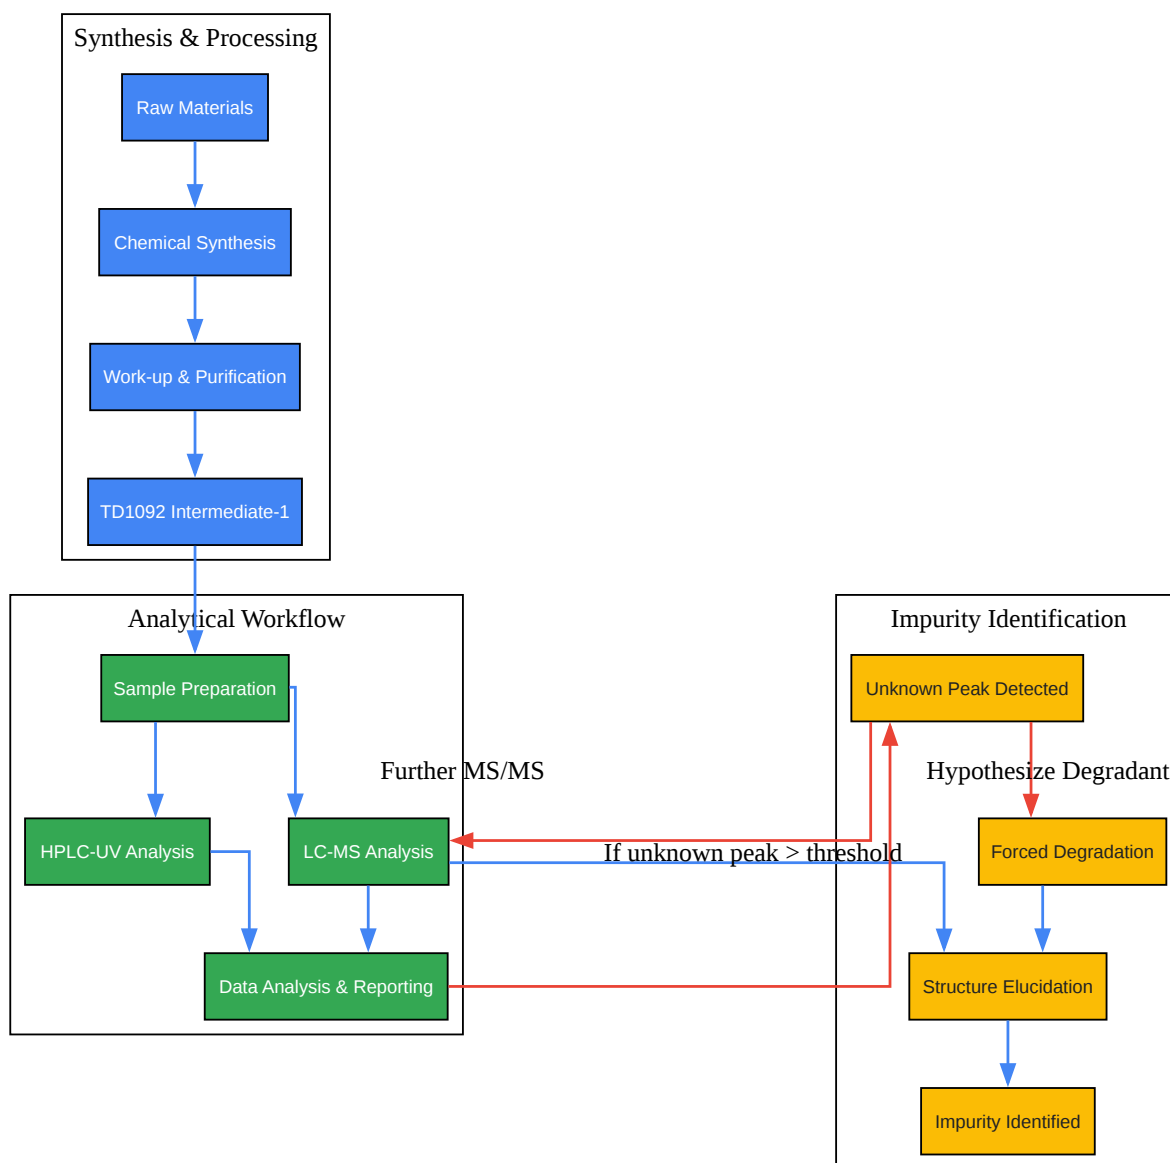 Synthesis & Processing
Raw Materials
Chemical Synthesis
Work-up & Purification
TD1092 Intermediate-1
Analytical Workflow
Sample Preparation
Further MS/MS
HPLC-UV Analysis
LC-MS Analysis
Data Analysis & Reporting
If unknown peak > threshold
Impurity Identification
Unknown Peak Detected
Hypothesize Degradant
Forced Degradation
Structure Elucidation
Impurity Identified